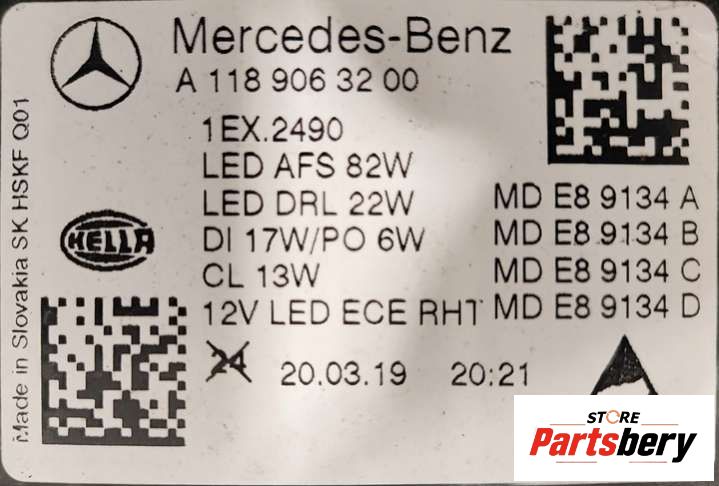 Mercedes-Benz
A 118 906 32 00
1EX.2490
LED AFS 82W
LED DRL 22W
DI 17W/PO 6W
CL 13W
12V LED ECE RHT
MD E8 9134 A
MD E8 9134 B
MD E8 9134 C
MD E8 9134 D
24
20.03.19 20:21
HELLA
Made in Slovakia SK HSKF Q01
STORE
Partsbery